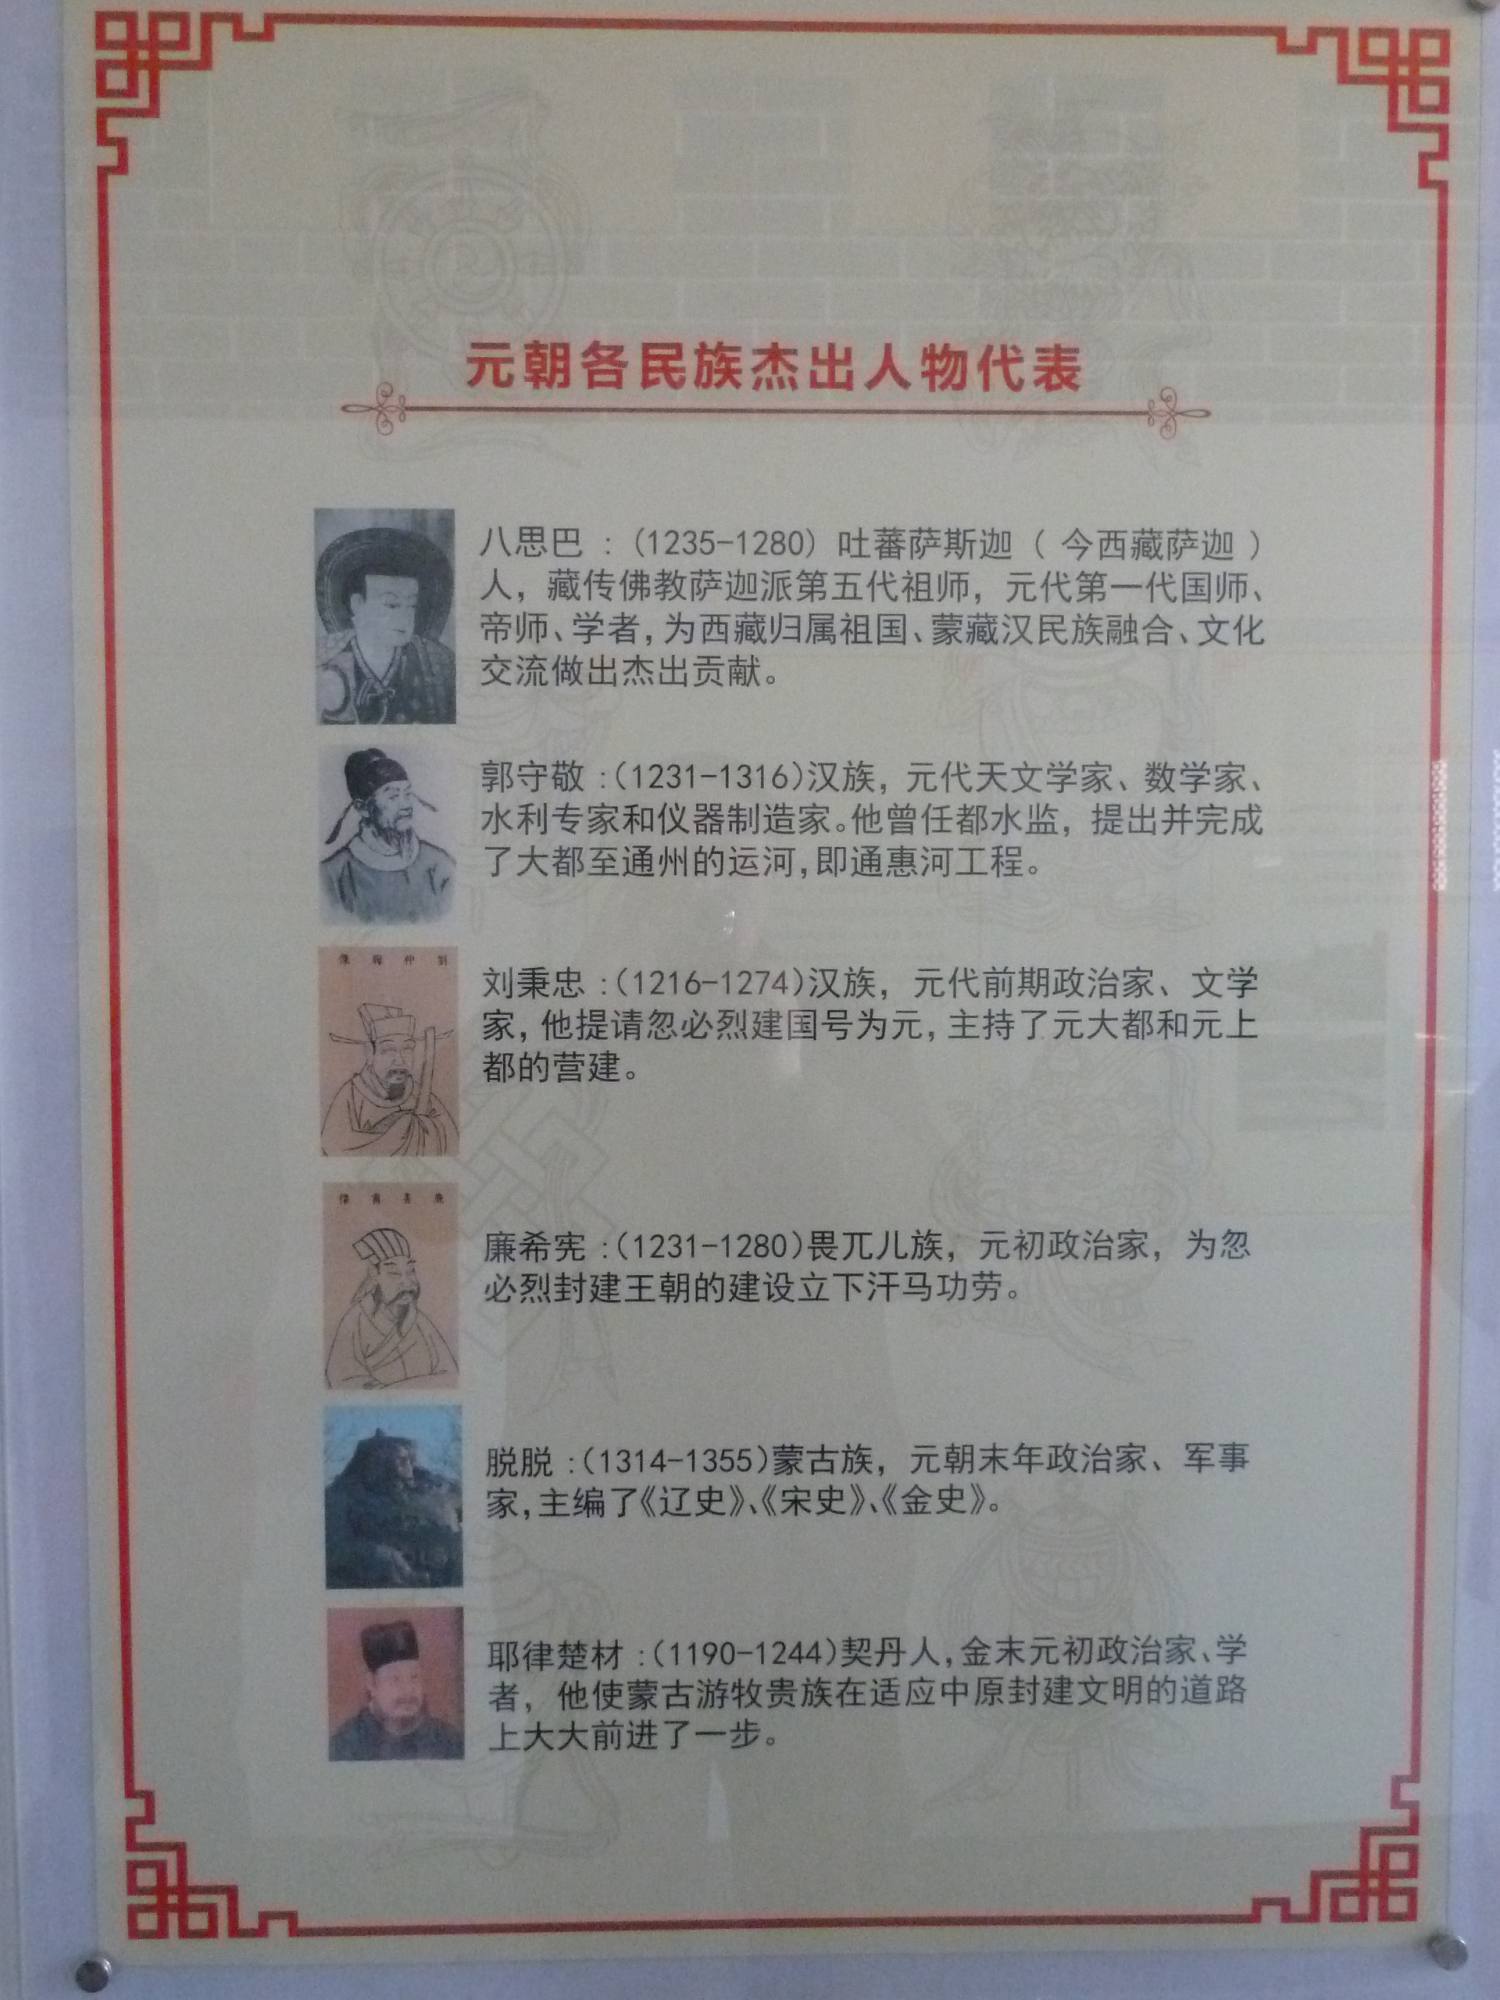 元朝各民族杰出人物代表
八思巴：(1235-1280) 吐蕃萨斯迦（今西藏萨迦）
人，藏传佛教萨迦派第五代祖师，元代第一代国师、
帝师、学者，为西藏归属祖国、蒙藏汉民族融合、文化
交流做出杰出贡献。
郭守敬：(1231-1316)汉族，元代天文学家、数学家、
水利专家和仪器制造家。他曾任都水监，提出并完成
了大都至通州的运河，即通惠河工程。
刘秉忠：(1216-1274)汉族，元代前期政治家、文学
家，他提请忽必烈建国号为元，主持了元大都和元上
都的营建。
廉希宪：(1231-1280)畏兀儿族，元初政治家，为忽
必烈封建王朝的建设立下汗马功劳。
脱脱：(1314-1355)蒙古族，元朝末年政治家、军事
家，主编了《辽史》、《宋史》、《金史》。
耶律楚材：(1190-1244)契丹人，金末元初政治家、学
者，他使蒙古游牧贵族在适应中原封建文明的道路
上大大前进了一步。